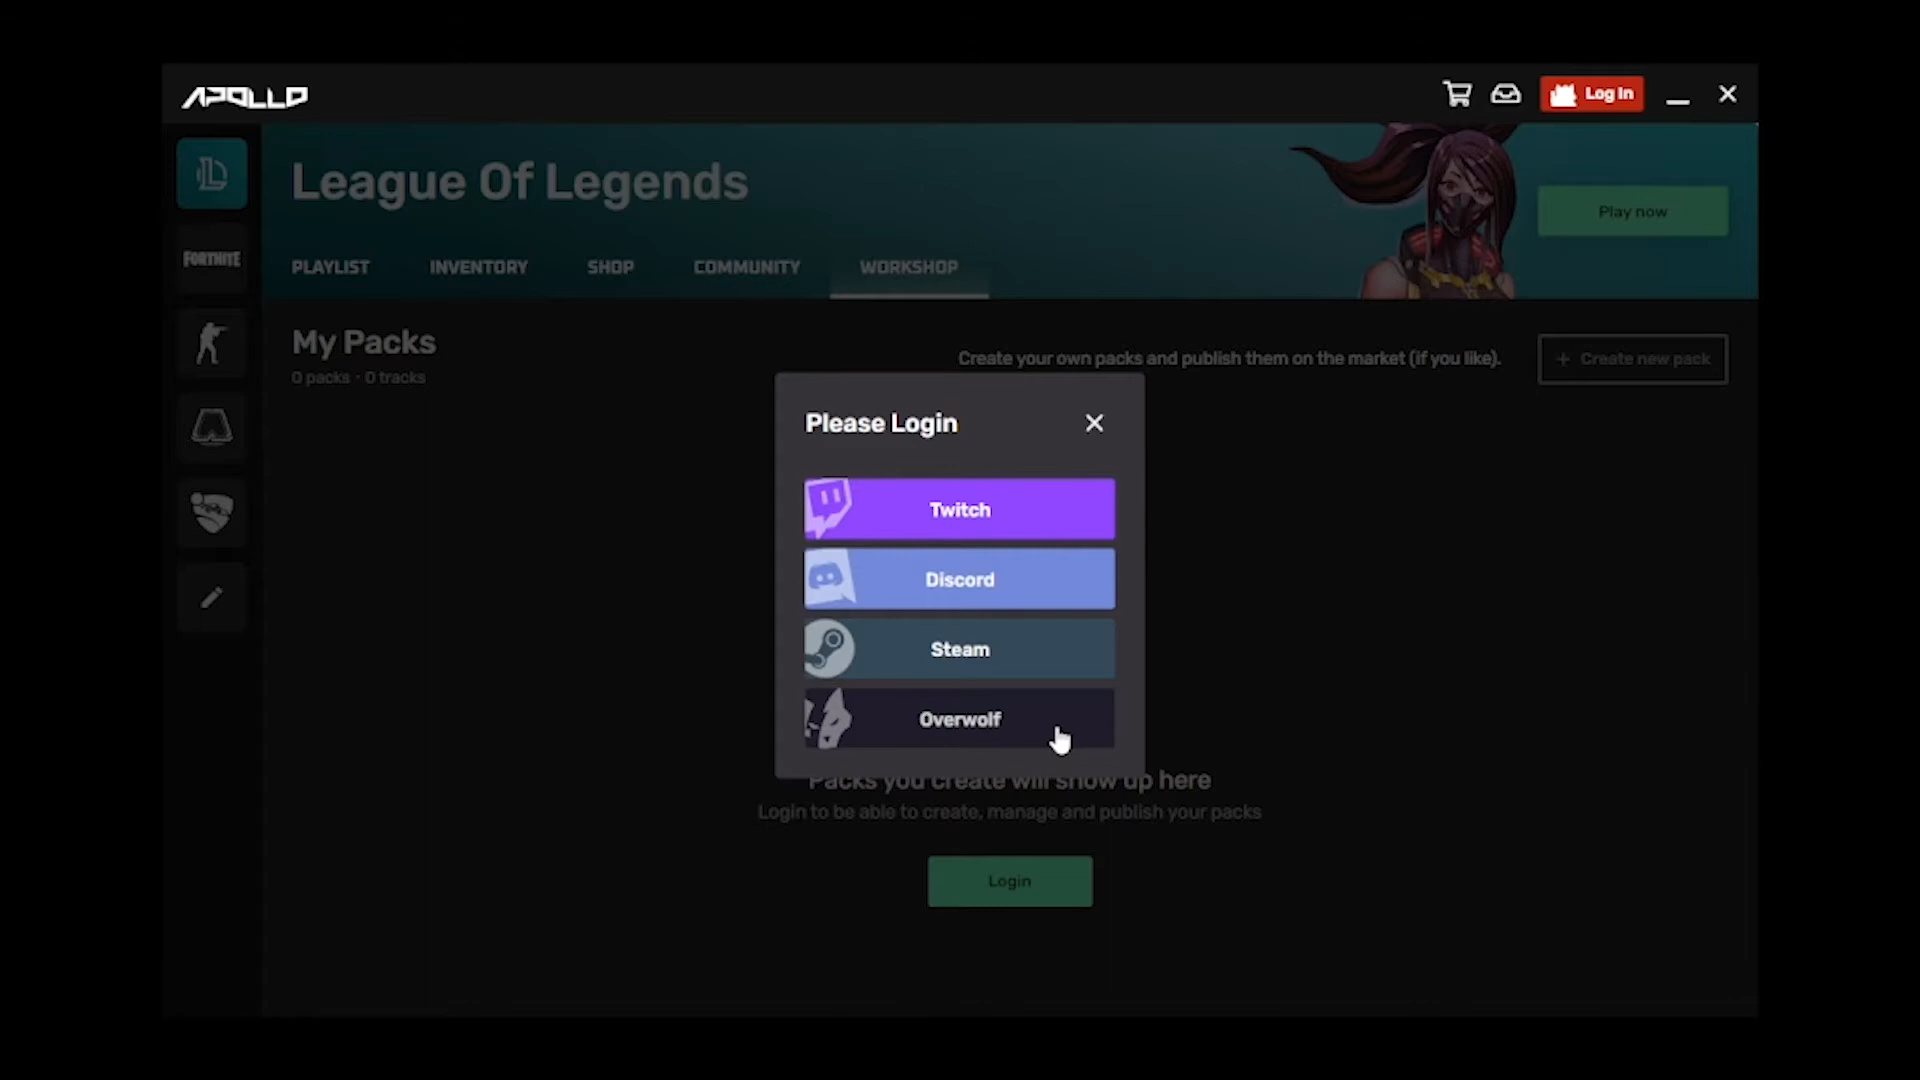 APOLLO
Log In
League Of Legends
Play now
FORTNITE
PLAYLIST
INVENTORY
SHOP
COMMUNITY
WORKSHOP
My Packs
0 packs · 0 tracks
Create your own packs and publish them on the market (if you like).
+ Create new pack
Please Login
Twitch
Discord
Steam
Overwolf
Packs you create will show up here
Login to be able to create, manage and publish your packs
Login